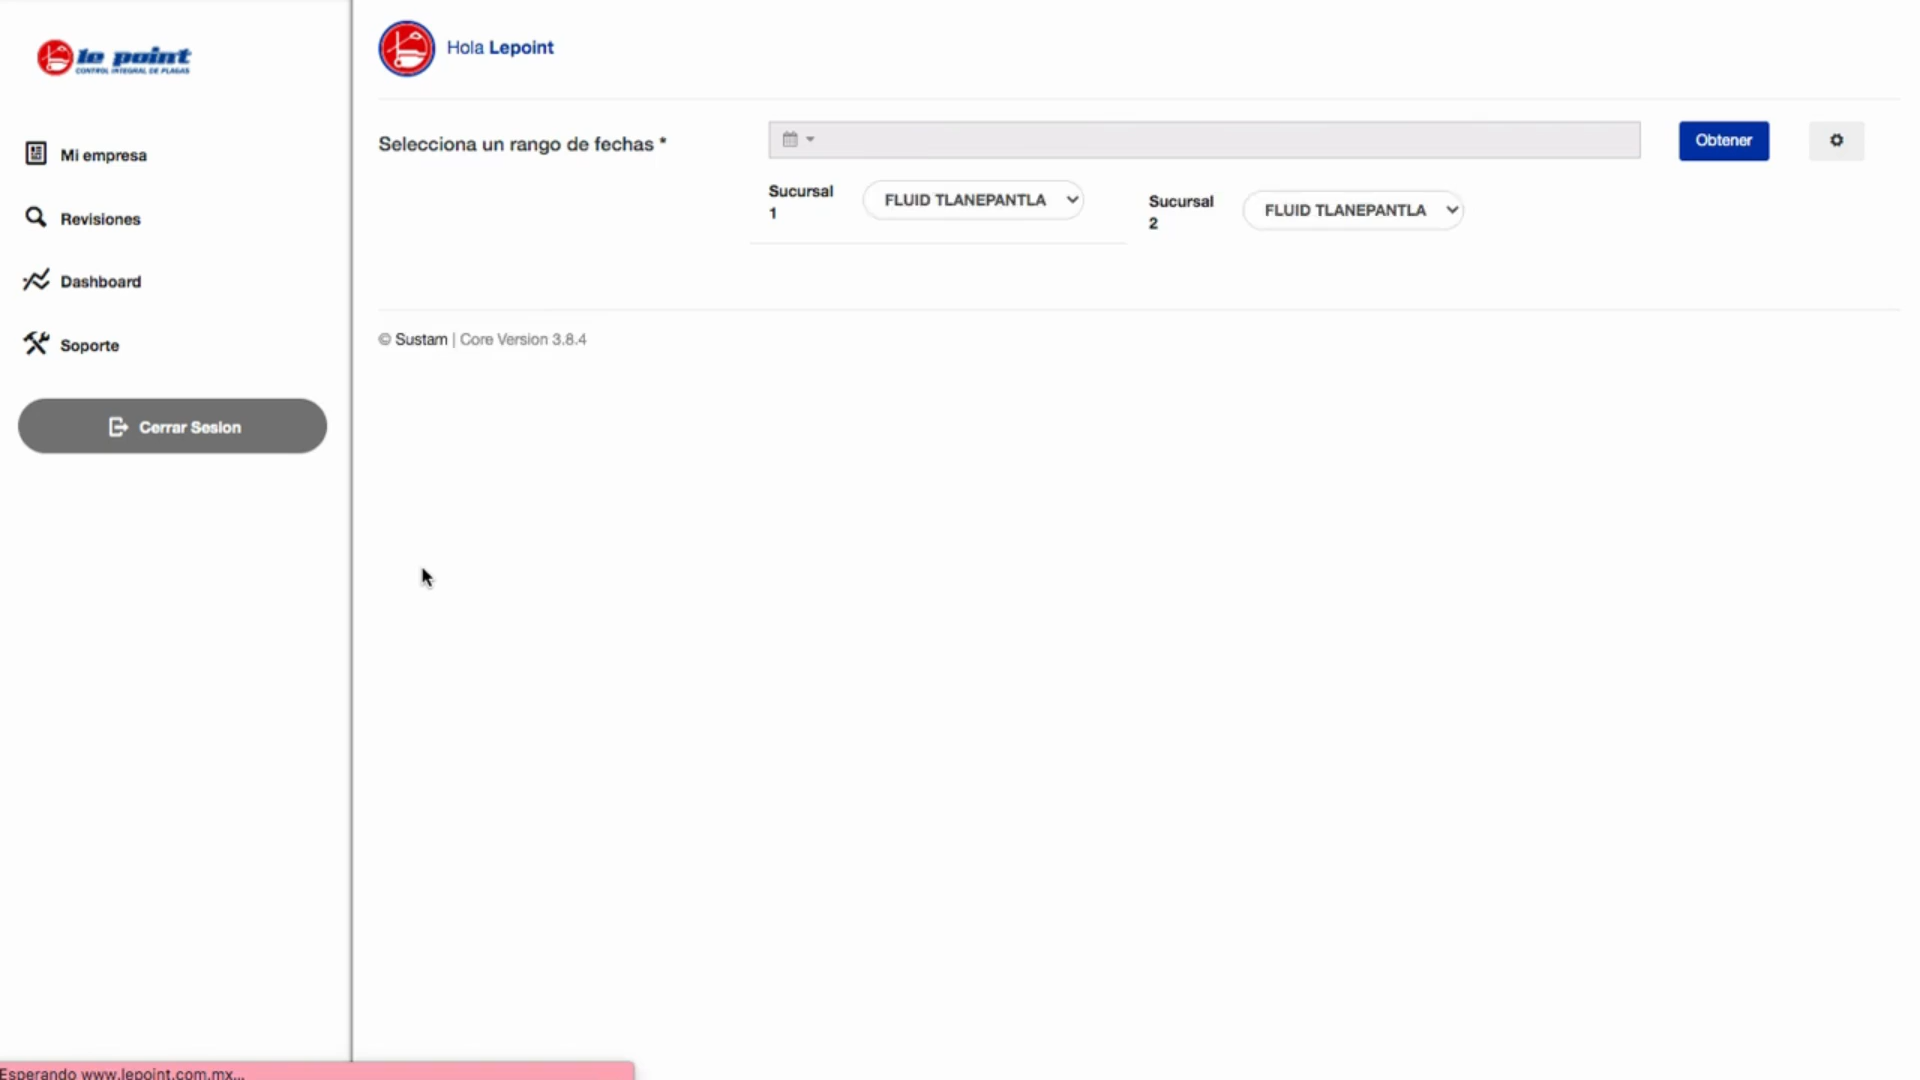 le point
CONTROL INTEGRAL DE PLAGAS
Hola Lepoint
Mi empresa
Revisiones
Dashboard
Soporte
Cerrar Sesion
Selecciona un rango de fechas *
Obtener
Sucursal 
1
FLUID TLANEPANTLA
Sucursal
2
FLUID TLANEPANTLA
© Sustam | Core Version 3.8.4
Esperando www.lepoint.com.mx...